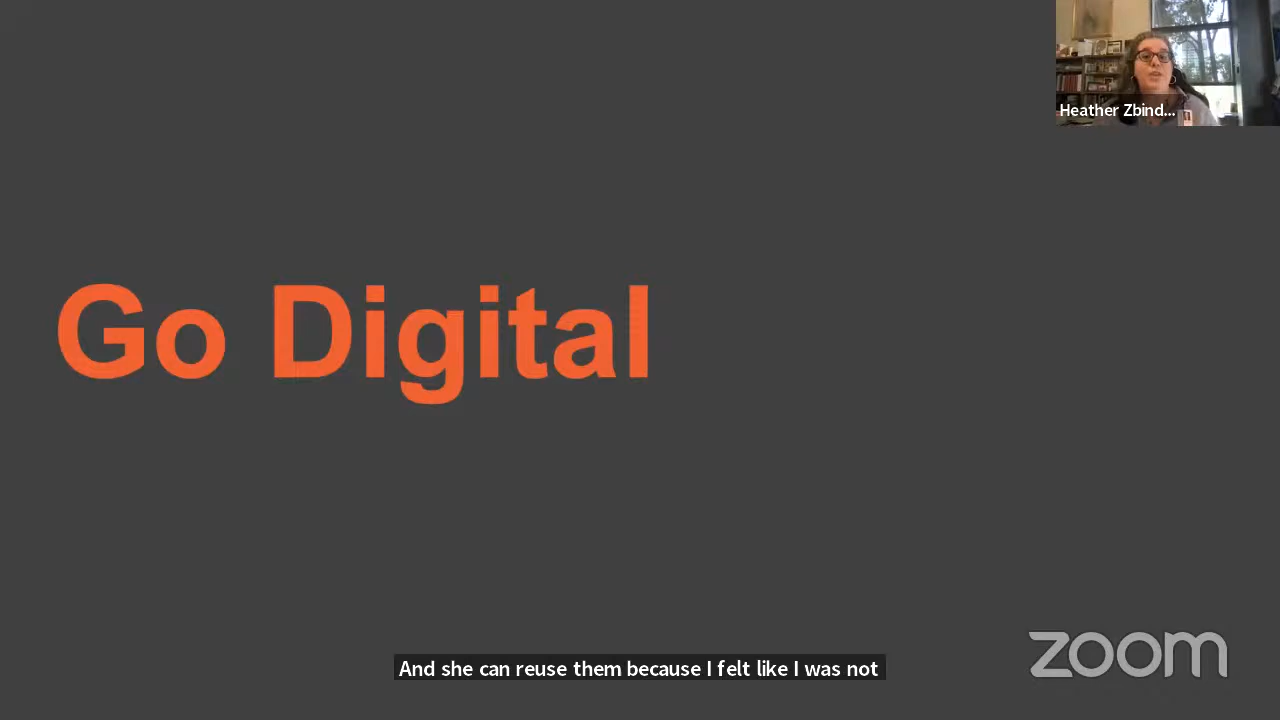 Heather Zbind...
Go Digital
And she can reuse them because I felt like I was not
zoom